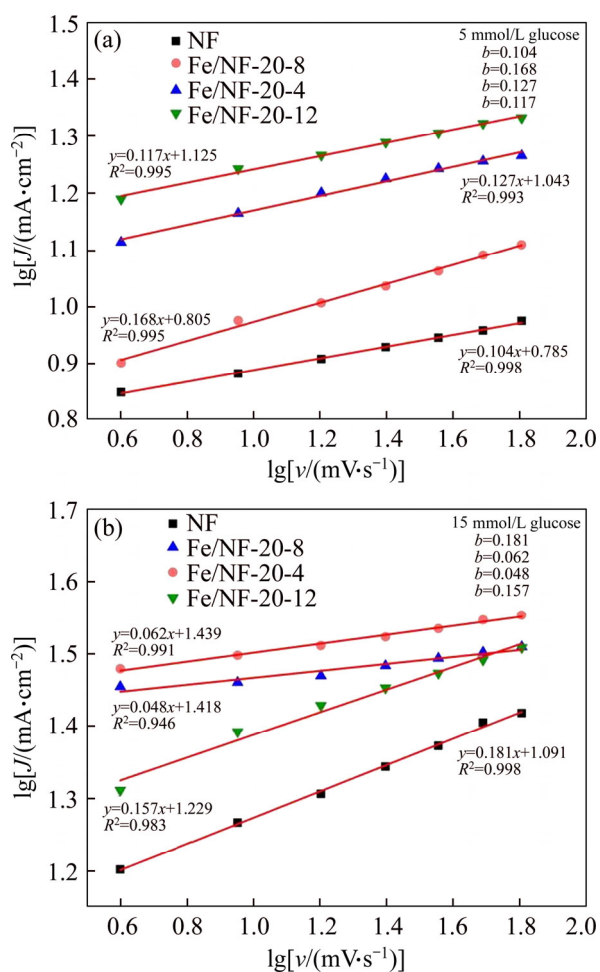 (a)
NF
Fe/NF-20-8
Fe/NF-20-4
Fe/NF-20-12
5 mmol/L glucose
b=0.104
b=0.168
b=0.127
b=0.117
y=0.117x+1.125
R²=0.995
y=0.127x+1.043
R²=0.993
y=0.168x+0.805
R²=0.995
y=0.104x+0.785
R²=0.998
lg[J/(mA·cm⁻²)]
1.5
1.4
1.3
1.2
1.1
1.0
0.9
0.8
0.6 0.8 1.0 1.2 1.4 1.6 1.8 2.0
lg[v/(mV·s⁻¹)]
(b)
NF
Fe/NF-20-8
Fe/NF-20-4
Fe/NF-20-12
15 mmol/L glucose
b=0.181
b=0.062
b=0.048
b=0.157
y=0.062x+1.439
R²=0.991
y=0.048x+1.418
R²=0.946
y=0.181x+1.091
R²=0.998
y=0.157x+1.229
R²=0.983
lg[J/(mA·cm⁻²)]
1.7
1.6
1.5
1.4
1.3
1.2
0.6 0.8 1.0 1.2 1.4 1.6 1.8 2.0
lg[v/(mV·s⁻¹)]